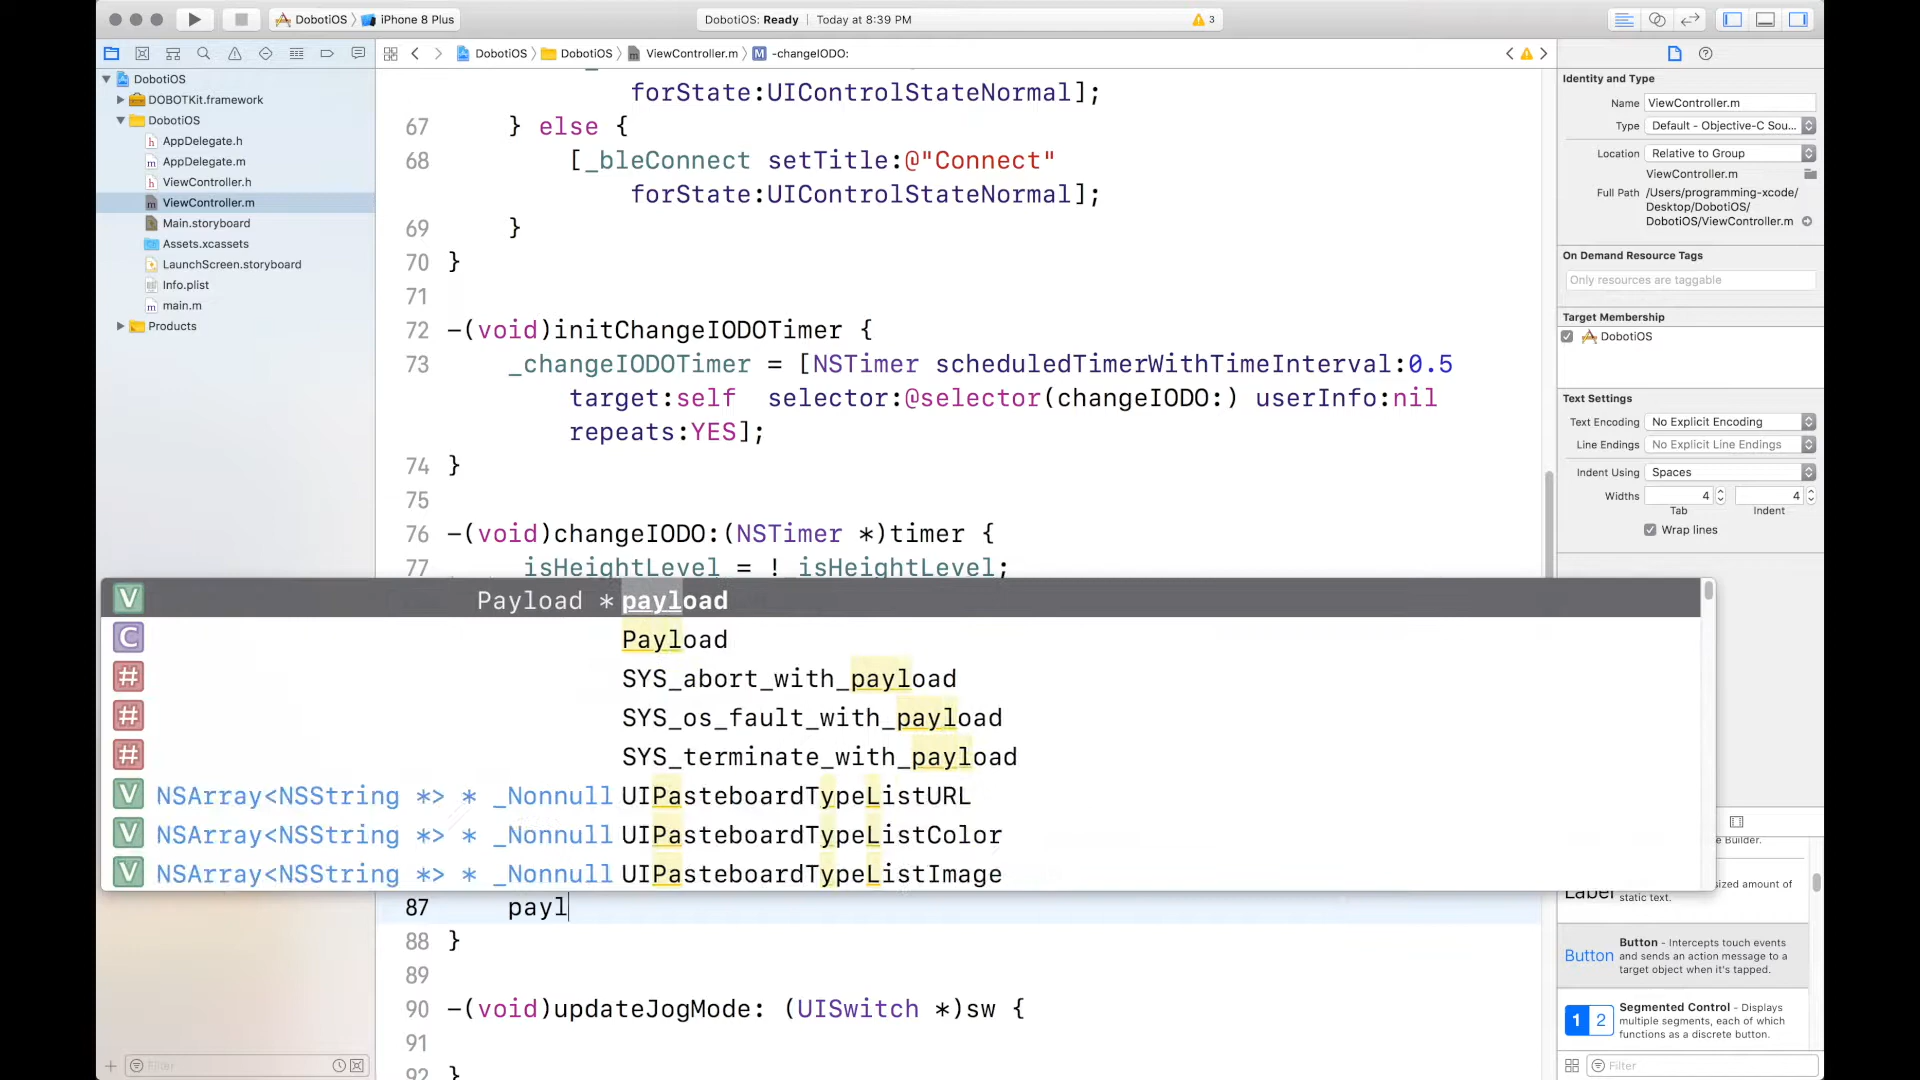 DobotiOS
iPhone 8 Plus
DobotiOS: Ready
Today at 8:39 PM
3
DobotiOS
DobotiOS
ViewController.m
M
-changeIODO:
DobotiOS
DOBOTKit.framework
DobotiOS
AppDelegate.h
AppDelegate.m
ViewController.h
ViewController.m
Main.storyboard
Assets.xcassets
LaunchScreen.storyboard
Info.plist
main.m
Products
Filter
forState:UIControlStateNormal];
67 } else {
68 [_bleConnect setTitle:@"Connect"
forState:UIControlStateNormal];
69 }
70 }
71
72 -(void)initChangeIODOTimer {
73 _changeIODOTimer = [NSTimer scheduledTimerWithTimeInterval:0.5
target:self  selector:@selector(changeIODO:) userInfo:nil
repeats:YES];
74 }
75
76 -(void)changeIODO:(NSTimer *)timer {
77 _isHeightLevel = !_isHeightLevel;
V Payload * payload
C Payload
# SYS_abort_with_payload
# SYS_os_fault_with_payload
# SYS_terminate_with_payload
V NSArray<NSString *> * _Nonnull UIPasteboardTypeListURL
V NSArray<NSString *> * _Nonnull UIPasteboardTypeListColor
V NSArray<NSString *> * _Nonnull UIPasteboardTypeListImage
87 payl
88 }
89
90 -(void)updateJogMode: (UISwitch *)sw {
91
92 }
Identity and Type
Name ViewController.m
Type Default - Objective-C Sou...
Location Relative to Group
ViewController.m
Full Path /Users/programming-xcode/
Desktop/DobotiOS/
DobotiOS/ViewController.m
On Demand Resource Tags
Only resources are taggable
Target Membership
DobotiOS
Text Settings
Text Encoding No Explicit Encoding
Line Endings No Explicit Line Endings
Indent Using Spaces
Widths 4 4
Tab Indent
Wrap lines
e Builder.
Label
sized amount of
static text.
Button
Button - Intercepts touch events
and sends an action message to a
target object when it's tapped.
1 2
Segmented Control - Displays
multiple segments, each of which
functions as a discrete button.
Filter